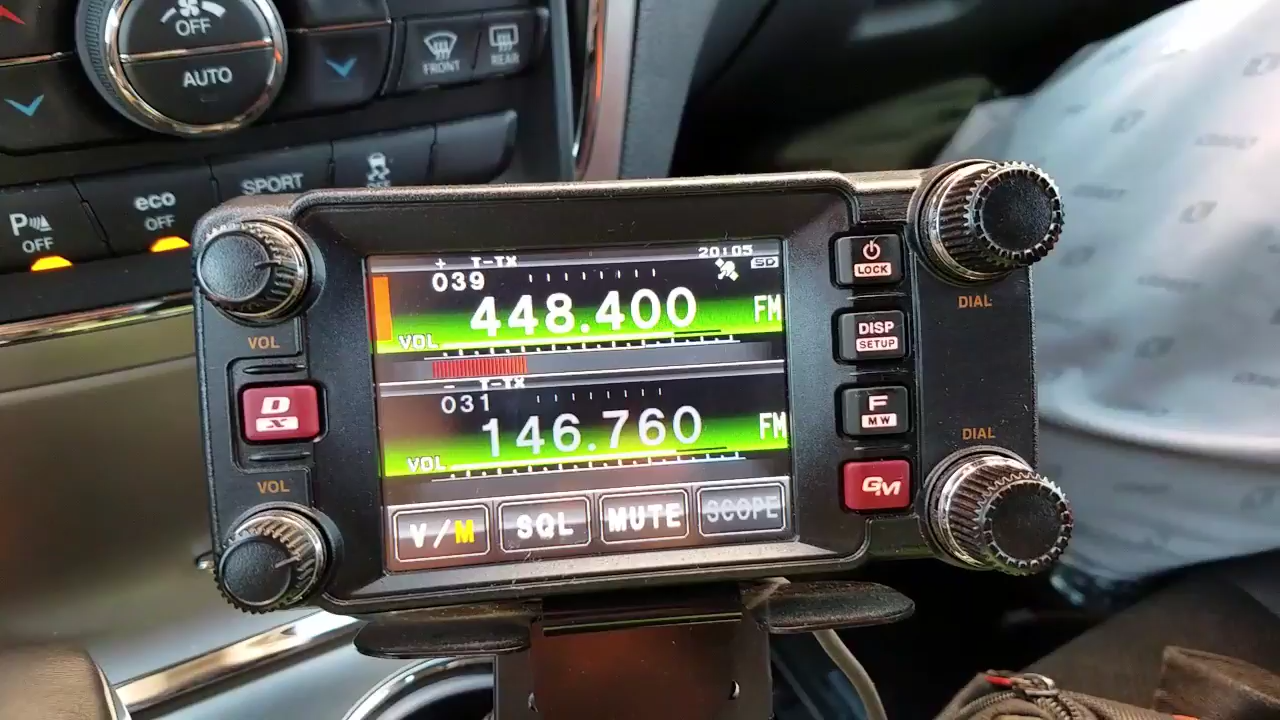 OFF
AUTO
FRONT
REAR
P OFF
eco OFF
SPORT
OFF
+ T-TX
20:05
039
SD
448.400 FM
VOL
- T-TX
031
146.760 FM
VOL
V/M SQL MUTE SCOPE
VOL
D
X
VOL
LOCK
DISP
SETUP
F
MW
GM
DIAL
DIAL